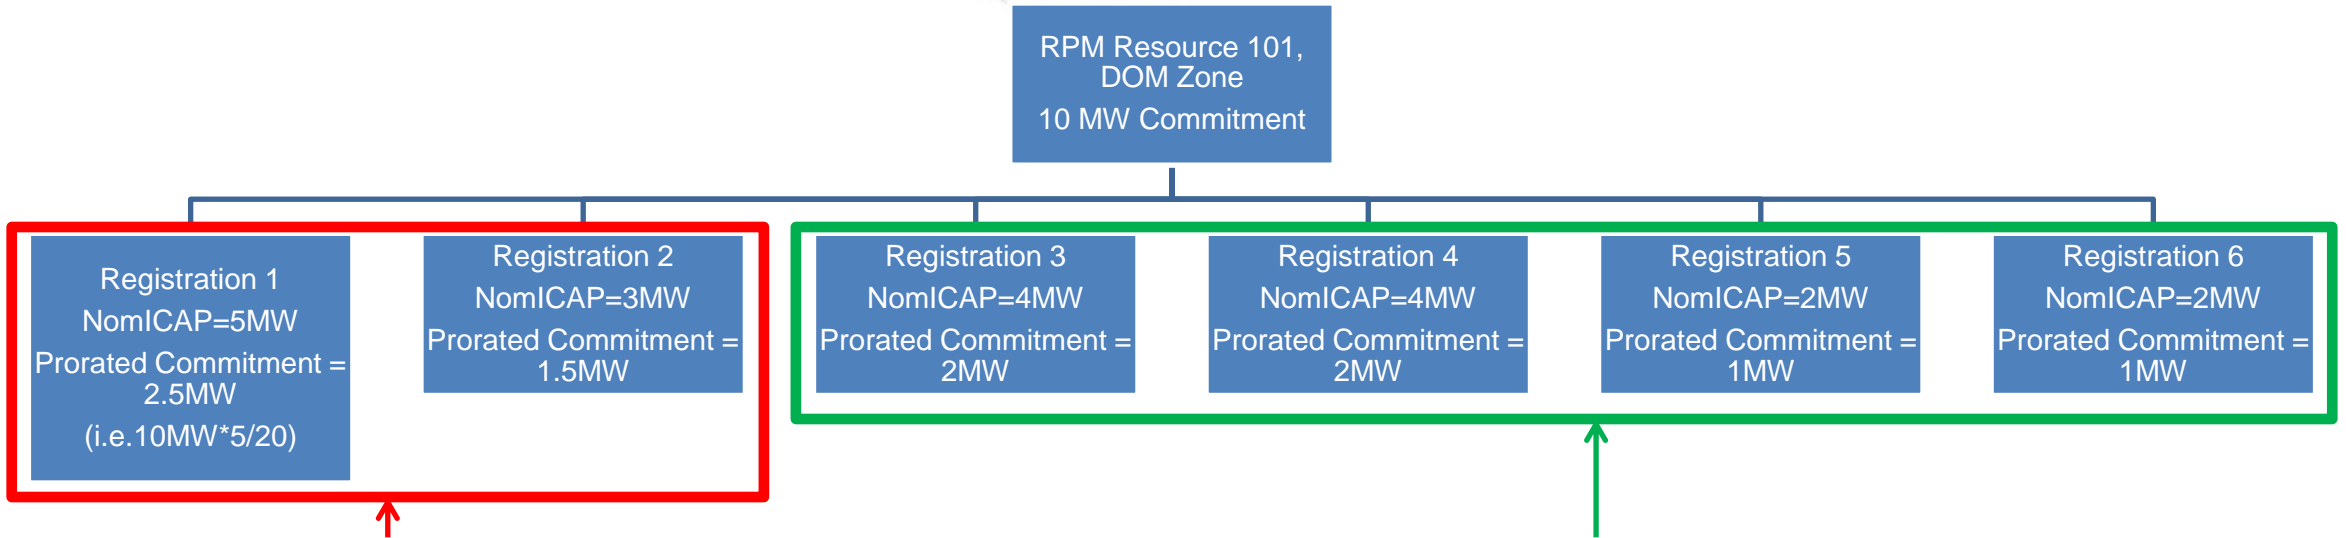 RPM Resource 101,
DOM Zone
10 MW Commitment
Registration 1
NomICAP=5MW
Prorated Commitment =
2.5MW
(i.e.10MW*5/20)
Registration 2
NomICAP=3MW
Prorated Commitment =
1.5MW
Registration 3
NomICAP=4MW
Prorated Commitment =
2MW
Registration 4
NomICAP=4MW
Prorated Commitment =
2MW
Registration 5
NomICAP=2MW
Prorated Commitment =
1MW
Registration 6
NomICAP=2MW
Prorated Commitment =
1MW